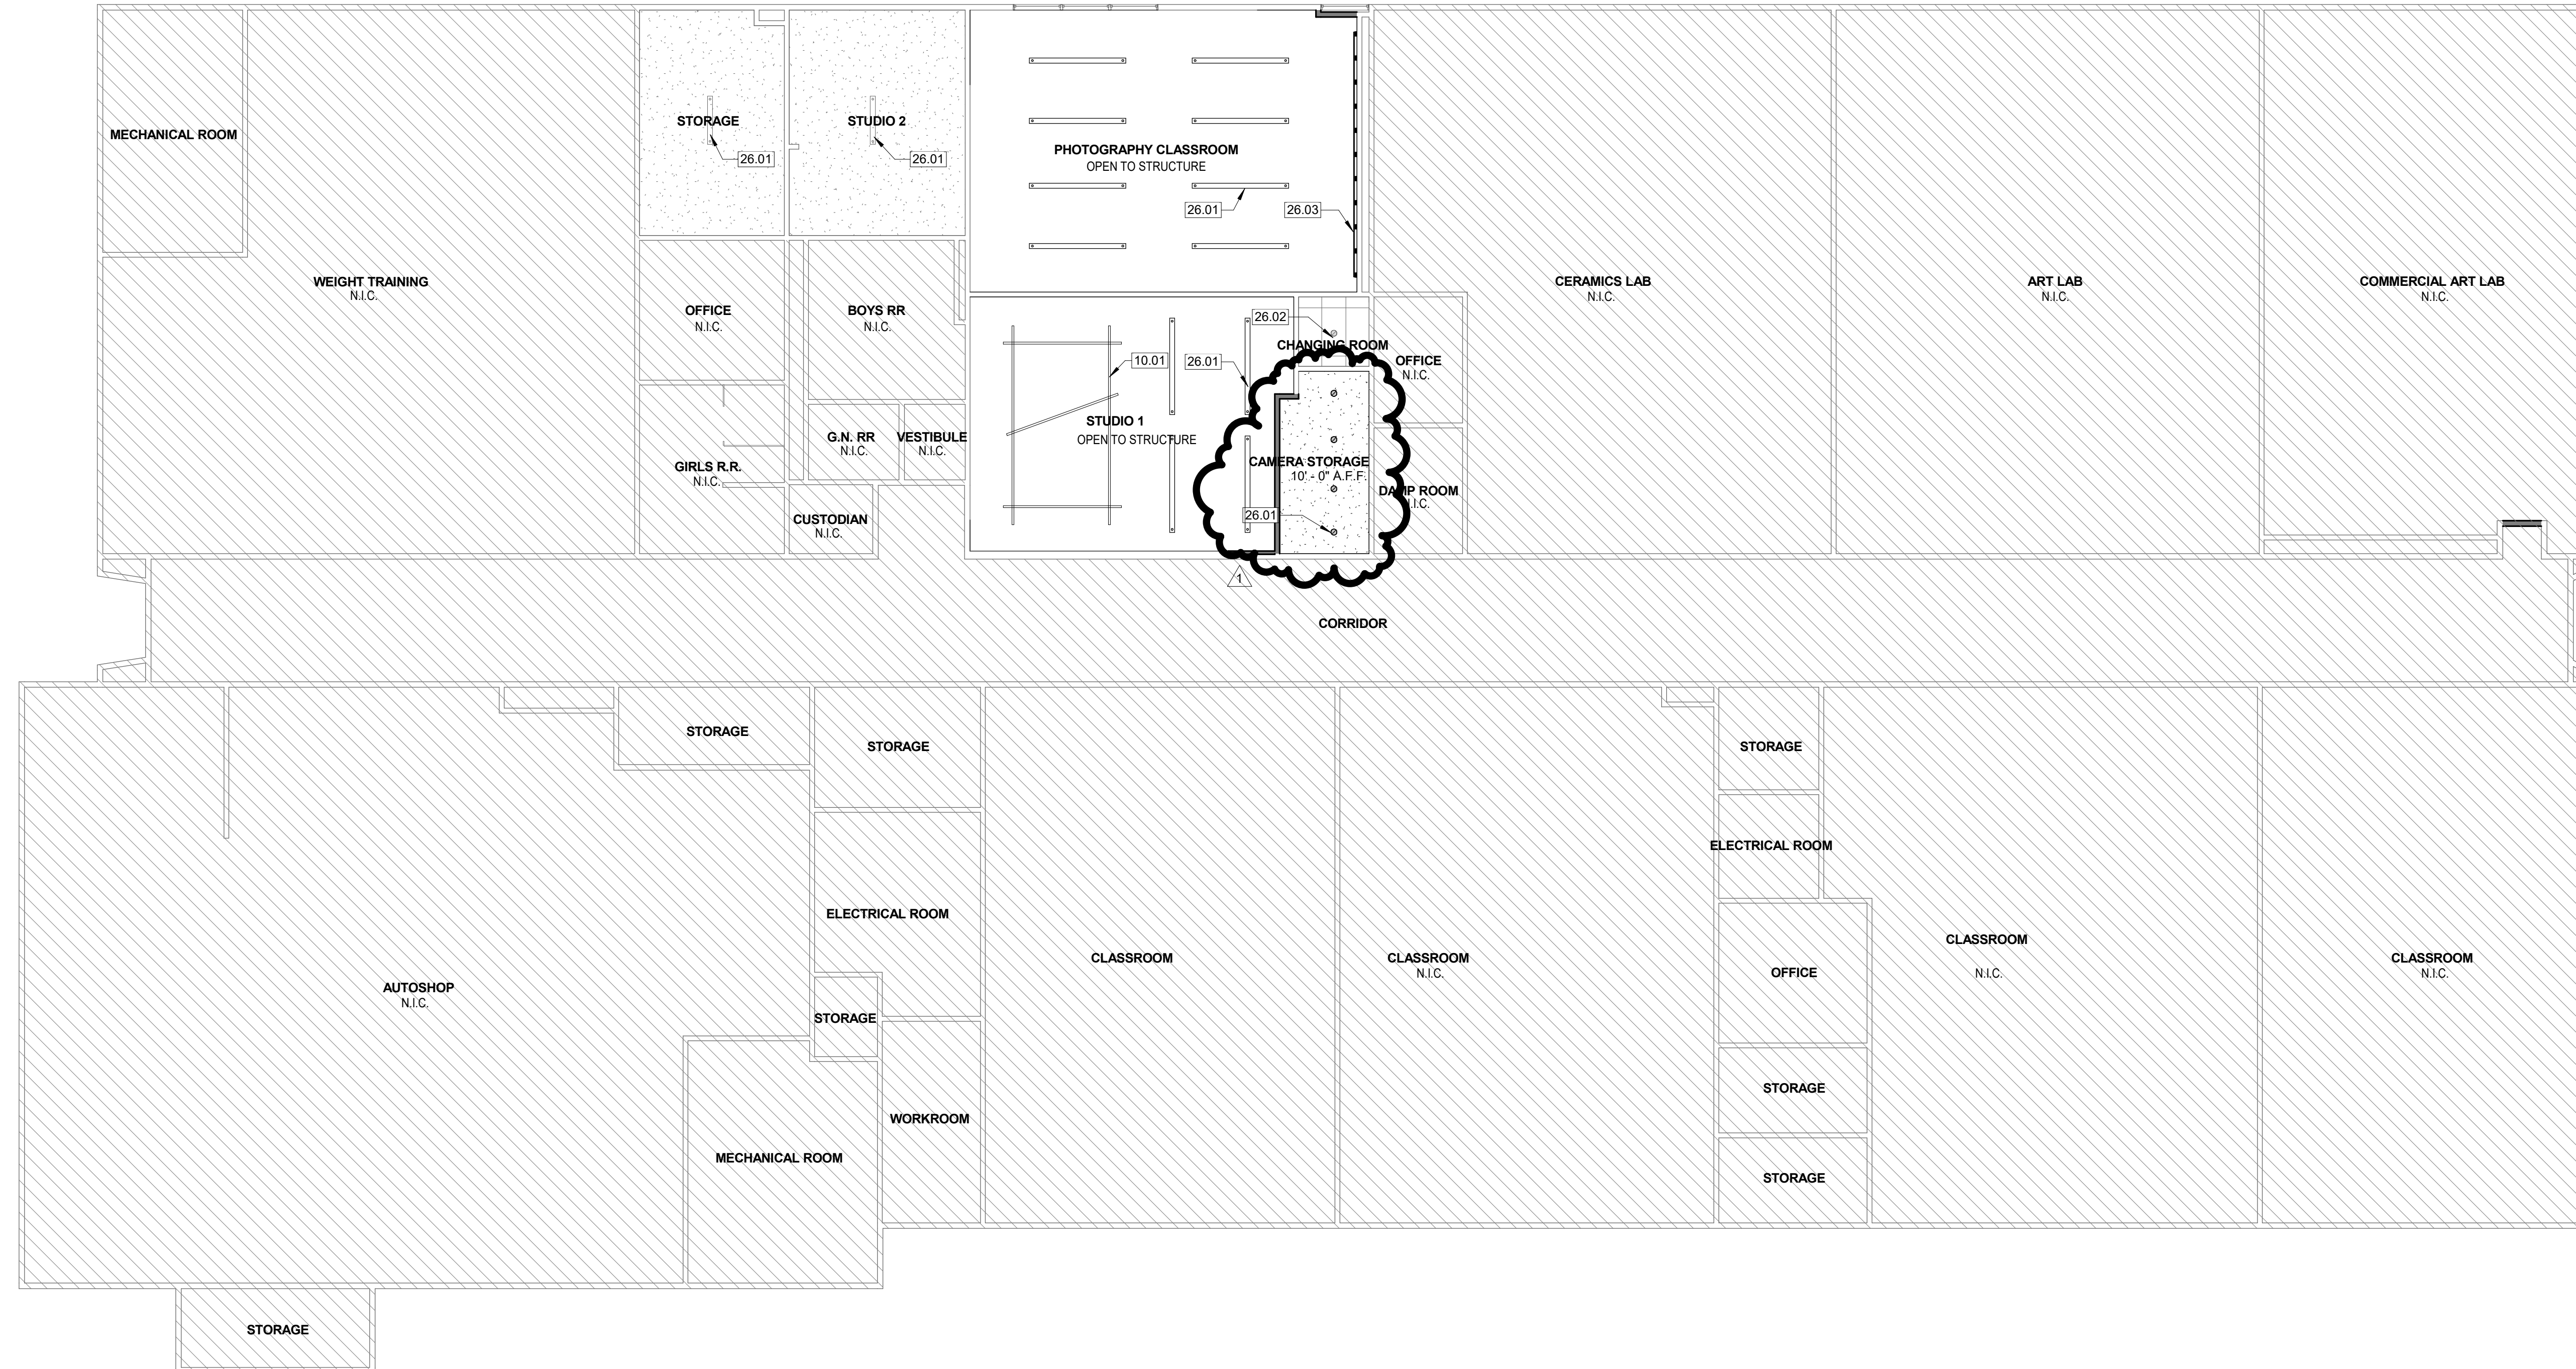 MECHANICAL ROOM
WEIGHT TRAINING
N.I.C.
STORAGE
26.01
STUDIO 2
26.01
PHOTOGRAPHY CLASSROOM
OPEN TO STRUCTURE
26.01
26.03
OFFICE
N.I.C.
BOYS RR
N.I.C.
GIRLS R.R.
N.I.C.
G.N. RR
N.I.C.
VESTIBULE
N.I.C.
CUSTODIAN
N.I.C.
10.01
26.01
STUDIO 1
OPEN TO STRUCTURE
26.02
CHANGING ROOM
OFFICE
N.I.C.
CAMERA STORAGE
10' - 0" A.F.F.
26.01
DAMP ROOM
N.I.C.
1
CERAMICS LAB
N.I.C.
ART LAB
N.I.C.
COMMERCIAL ART LAB
N.I.C.
CORRIDOR
STORAGE
STORAGE
STORAGE
ELECTRICAL ROOM
ELECTRICAL ROOM
CLASSROOM
CLASSROOM
N.I.C.
CLASSROOM
N.I.C.
CLASSROOM
N.I.C.
OFFICE
AUTOSHOP
N.I.C.
STORAGE
STORAGE
WORKROOM
MECHANICAL ROOM
STORAGE
STORAGE